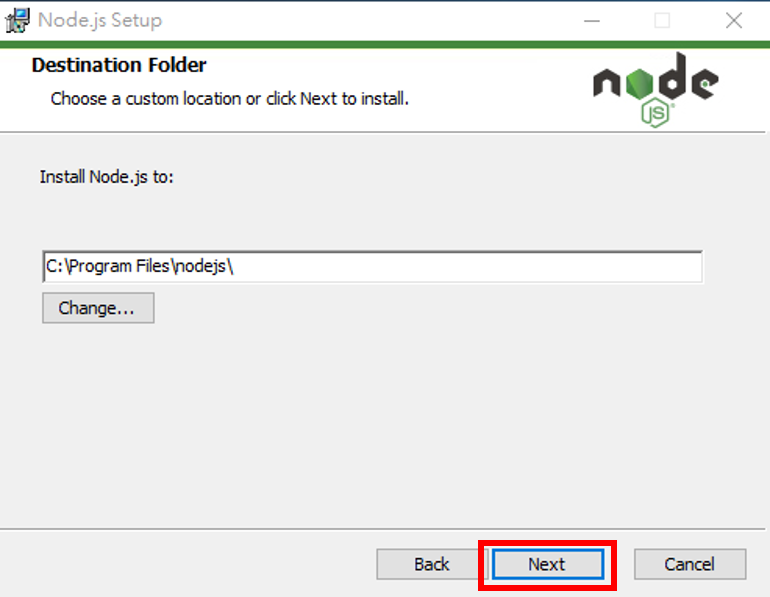 Node.js Setup
Destination Folder
Choose a custom location or click Next to install.
node
JS
Install Node.js to:
C:\Program Files\nodejs\
Change...
Back
Next
Cancel